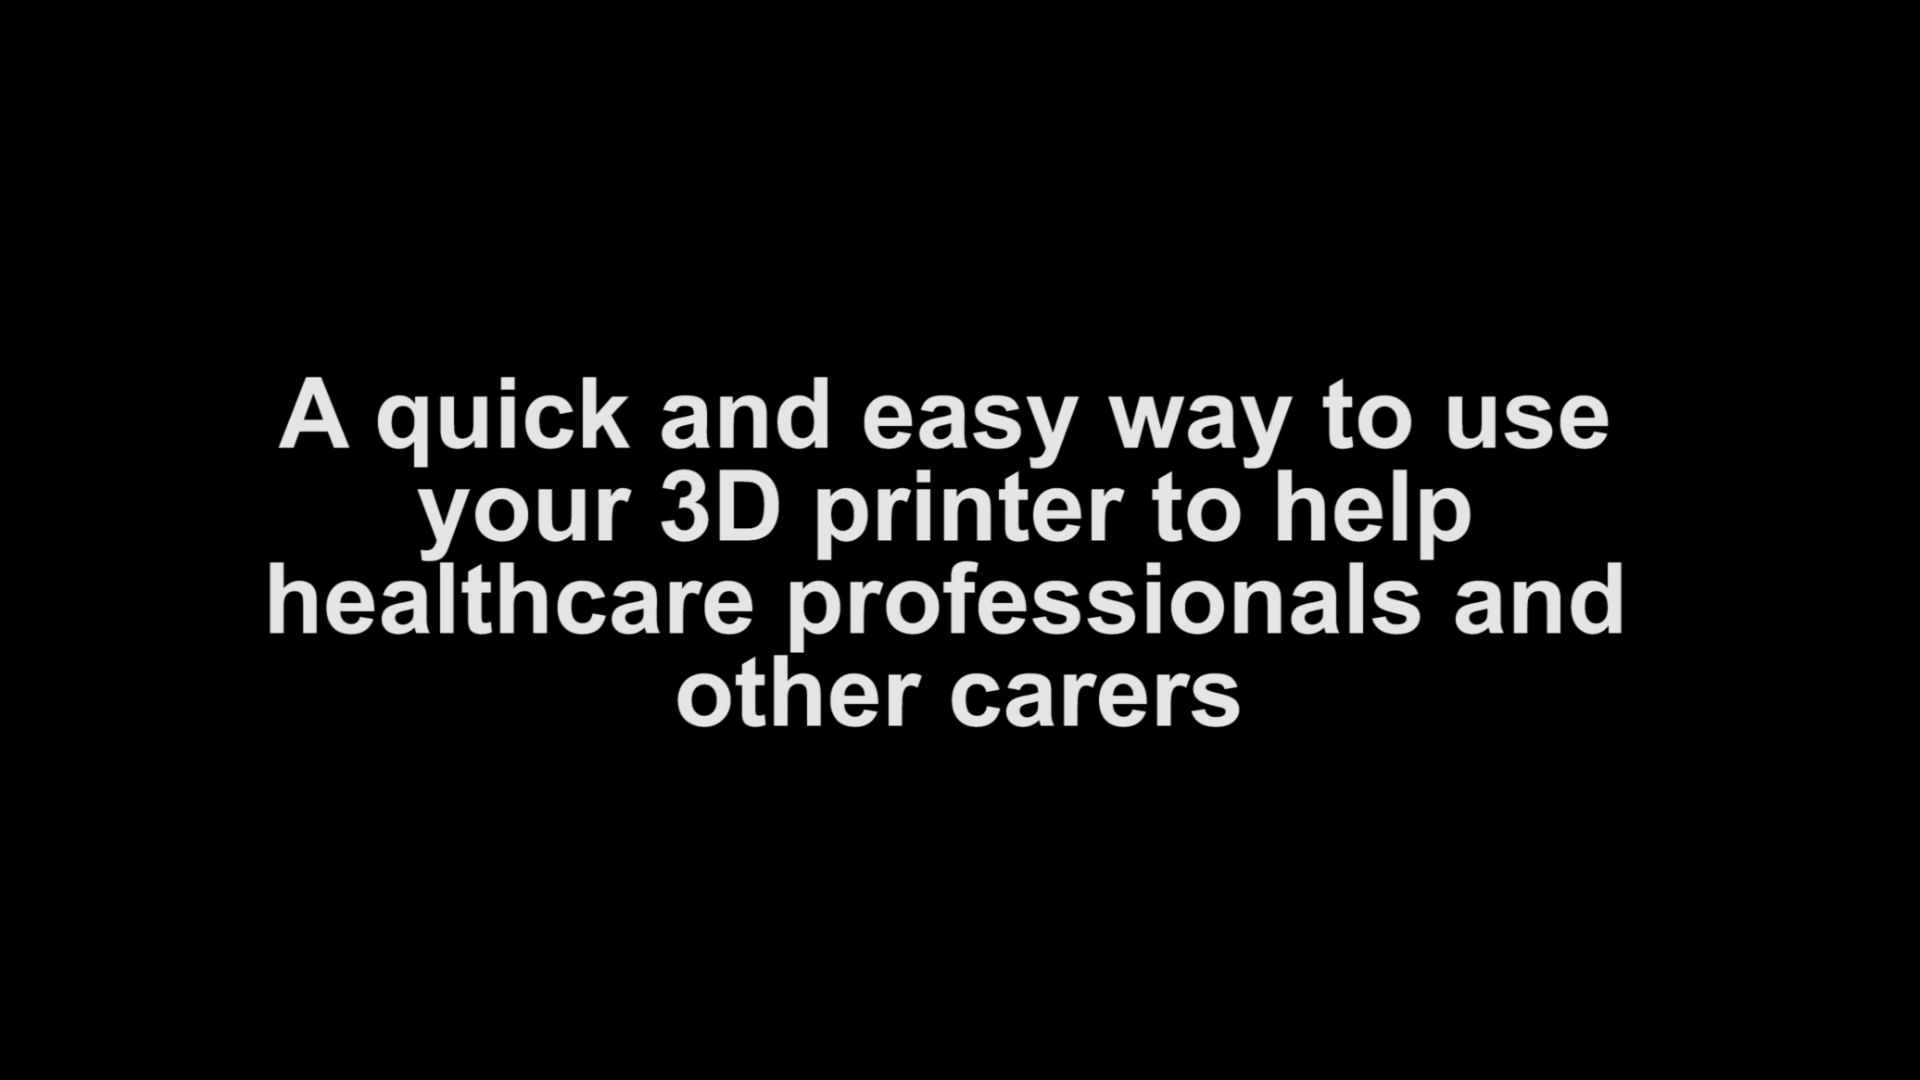 A quick and easy way to use
your 3D printer to help
healthcare professionals and
other carers